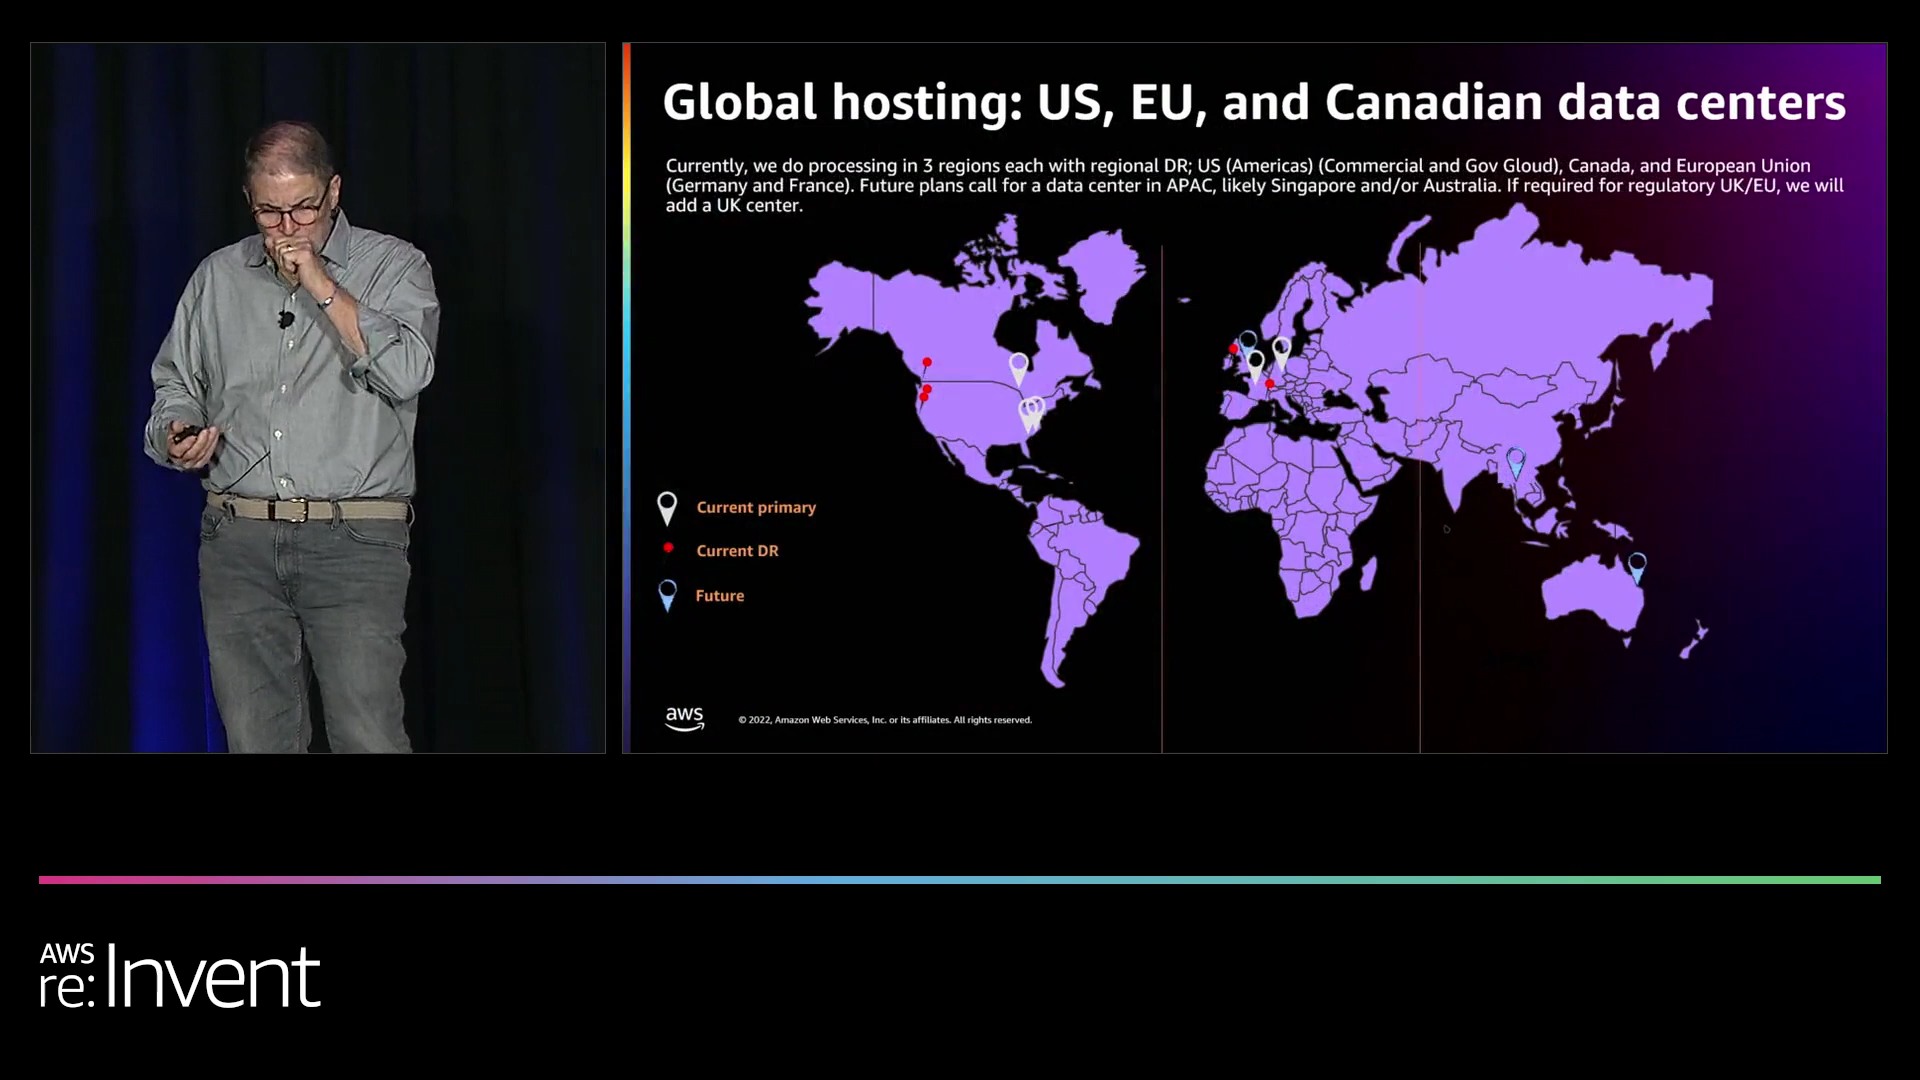 Global hosting: US, EU, and Canadian data centers
Currently, we do processing in 3 regions each with regional DR; US (Americas) (Commercial and Gov Gloud), Canada, and European Union
(Germany and France). Future plans call for a data center in APAC, likely Singapore and/or Australia. If required for regulatory UK/EU, we will
add a UK center.
Current primary
Current DR
Future
aws
© 2022, Amazon Web Services, Inc. or its affiliates. All rights reserved.
AWS
re:Invent